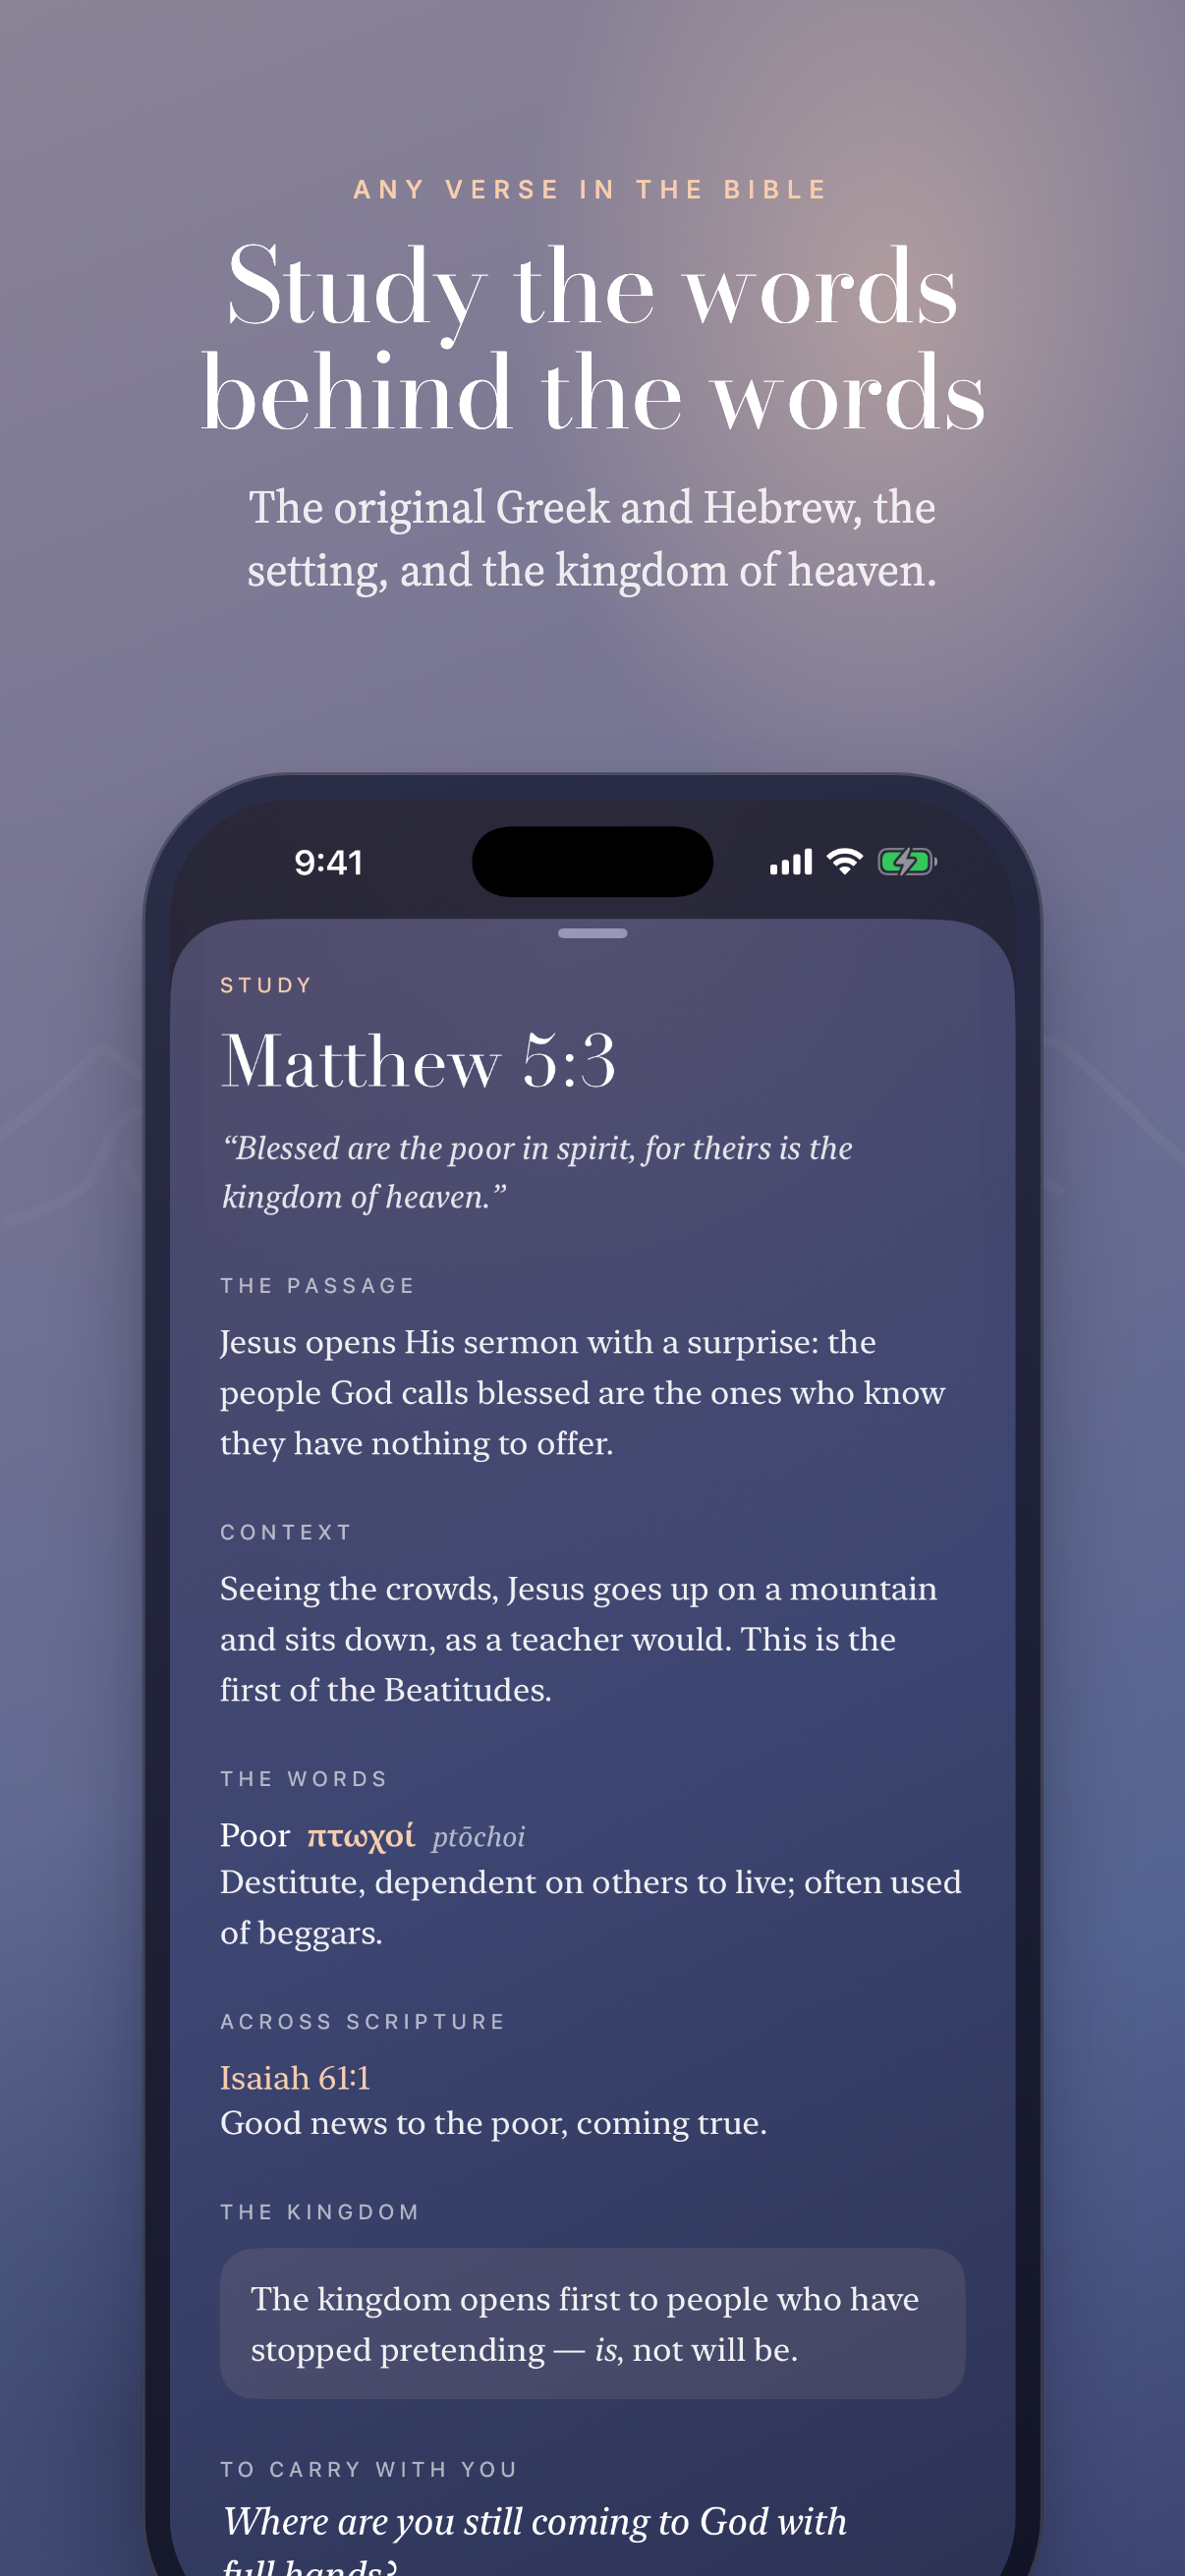 ANY VERSE IN THE BIBLE
Study the words
behind the words
The original Greek and Hebrew, the
setting, and the kingdom of heaven.
9:41
STUDY
Matthew 5:3
“Blessed are the poor in spirit, for theirs is the
kingdom of heaven.”
THE PASSAGE
Jesus opens His sermon with a surprise: the
people God calls blessed are the ones who know
they have nothing to offer.
CONTEXT
Seeing the crowds, Jesus goes up on a mountain
and sits down, as a teacher would. This is the
first of the Beatitudes.
THE WORDS
Poor πτωχοί ptōchoi
Destitute, dependent on others to live; often used
of beggars.
ACROSS SCRIPTURE
Isaiah 61:1
Good news to the poor, coming true.
THE KINGDOM
The kingdom opens first to people who have
stopped pretending — is, not will be.
TO CARRY WITH YOU
Where are you still coming to God with
full hands?